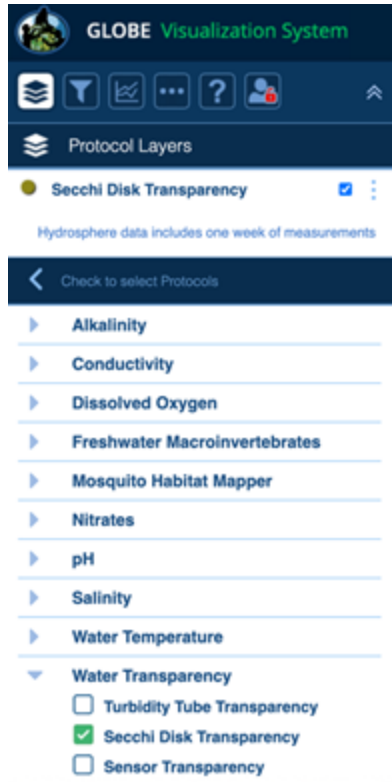 GLOBE Visualization System
?
Protocol Layers
Secchi Disk Transparency
Hydrosphere data includes one week of measurements
Check to select Protocols
Alkalinity
Conductivity
Dissolved Oxygen
Freshwater Macroinvertebrates
Mosquito Habitat Mapper
Nitrates
pH
Salinity
Water Temperature
Water Transparency
Turbidity Tube Transparency
Secchi Disk Transparency
Sensor Transparency